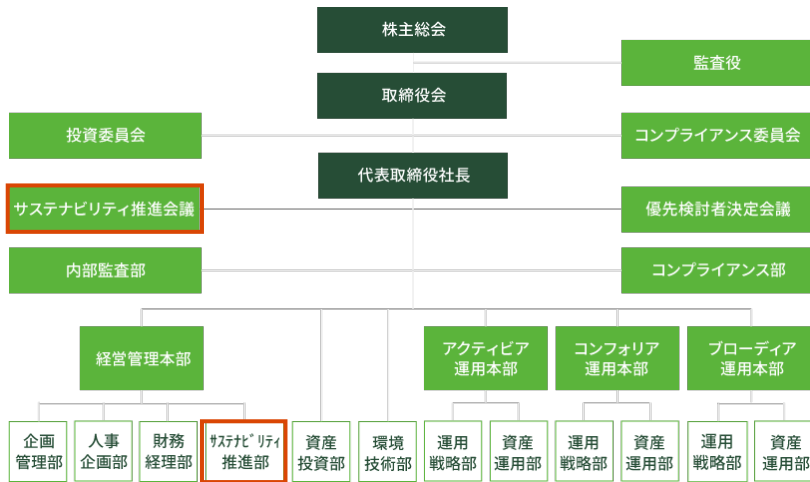 株主総会
監査役
取締役会
投資委員会
コンプライアンス委員会
代表取締役社長
サステナビリティ推進会議
優先検討者決定会議
内部監査部
コンプライアンス部
経営管理本部
アクティビア
運用本部
コンフォリア
運用本部
ブローディア
運用本部
企画
管理部
人事
企画部
財務
経理部
ｻｽﾃﾅﾋﾞﾘﾃｨ
推進部
資産
投資部
環境
技術部
運用
戦略部
資産
運用部
運用
戦略部
資産
運用部
運用
戦略部
資産
運用部